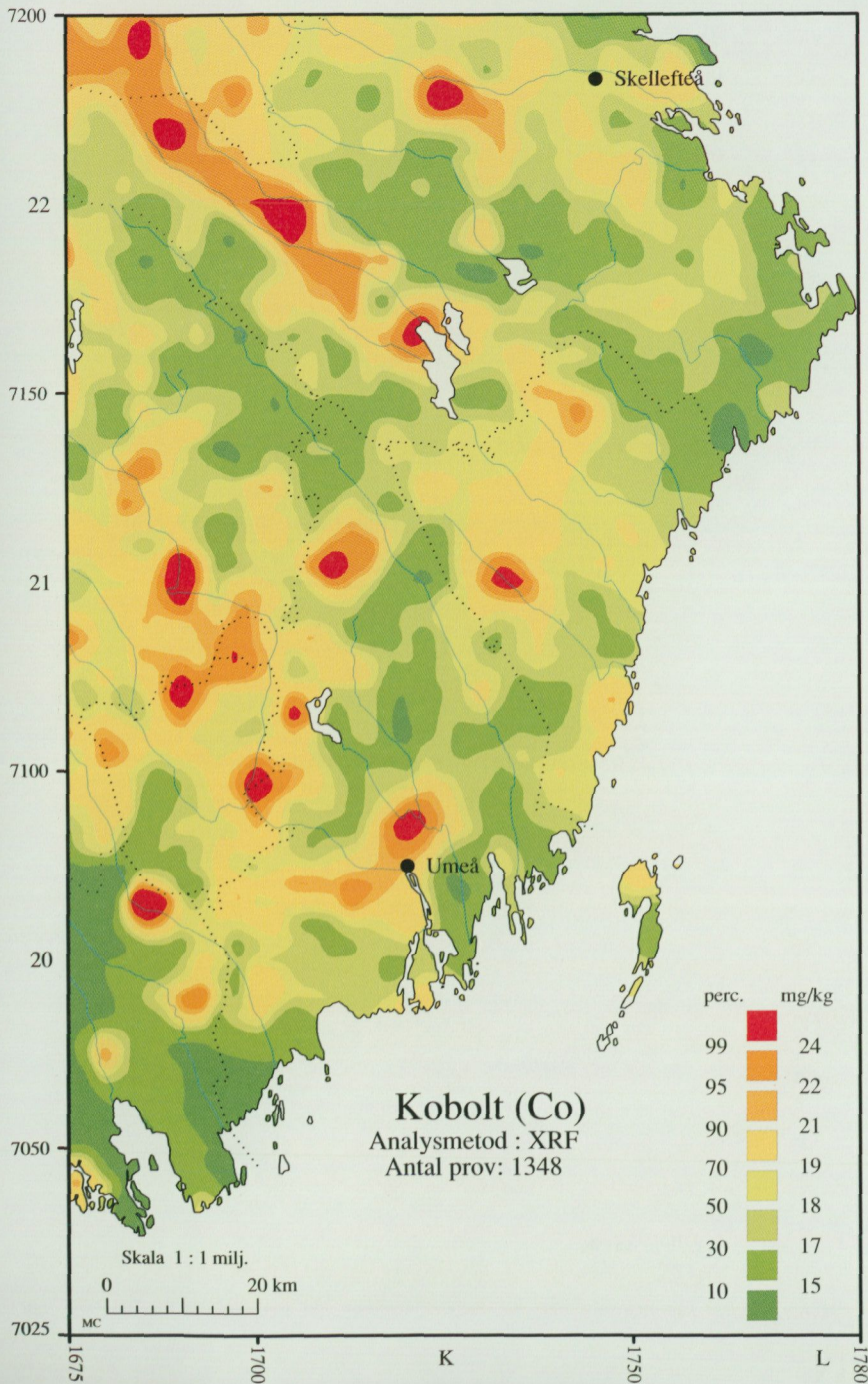 7200
Skellefteå
22
7150
21
7100
Umeå
20
perc. mg/kg
99 24
95 22
90 21
70 19
50 18
30 17
10 15
Kobolt (Co)
Analysmetod : XRF
Antal prov: 1348
7050
Skala 1 : 1 milj.
0 20 km
MC
7025
1675 1700 K 1750 L 1780